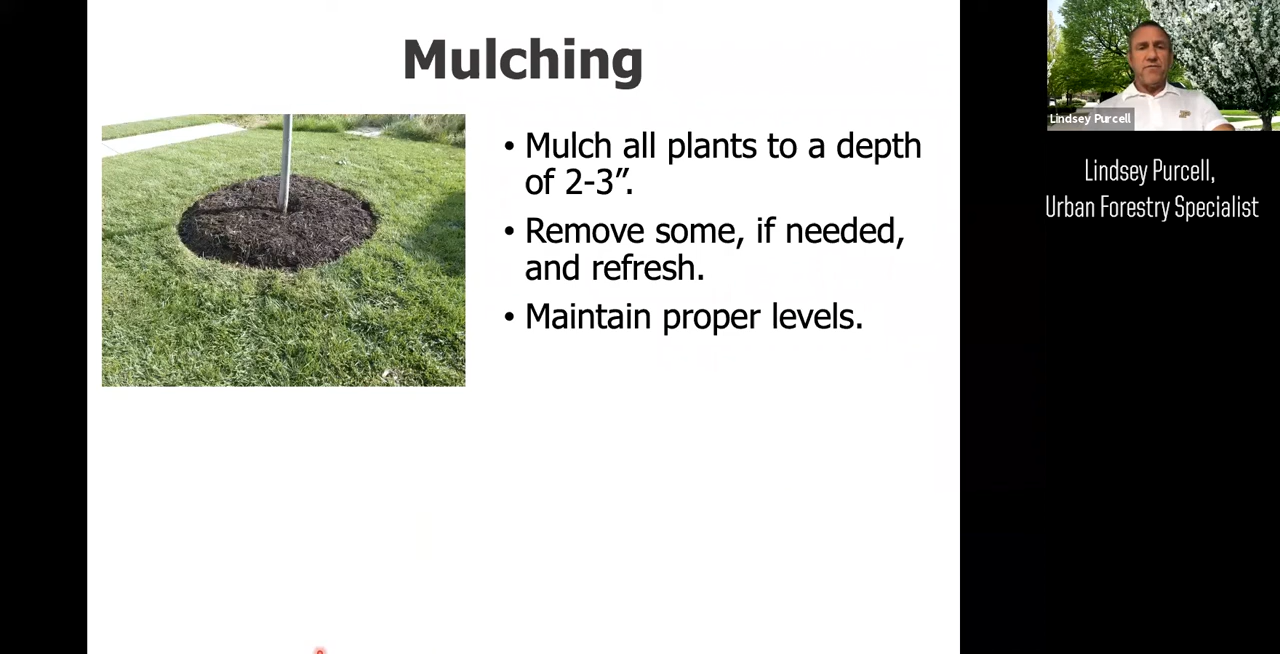 Mulching
• Mulch all plants to a depth
of 2-3”.
• Remove some, if needed,
and refresh.
• Maintain proper levels.
Lindsey Purcell
Lindsey Purcell,
Urban Forestry Specialist